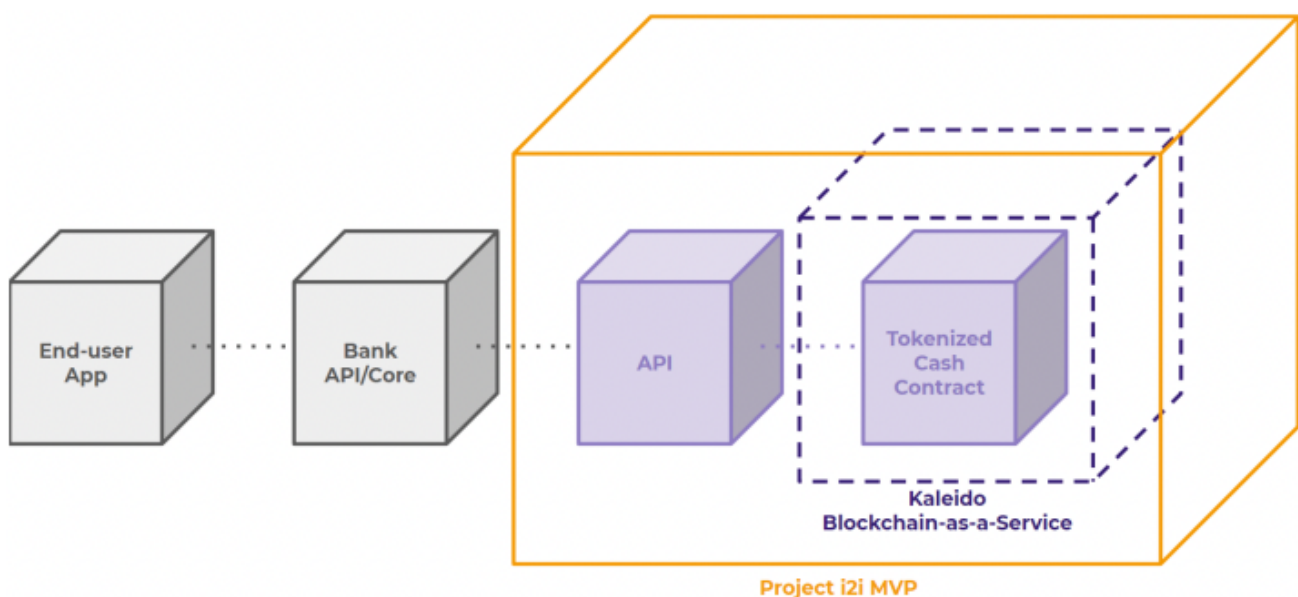 End-user
App
Bank
API/Core
API
Tokenized
Cash
Contract
Kaleido
Blockchain-as-a-Service
Project i2i MVP